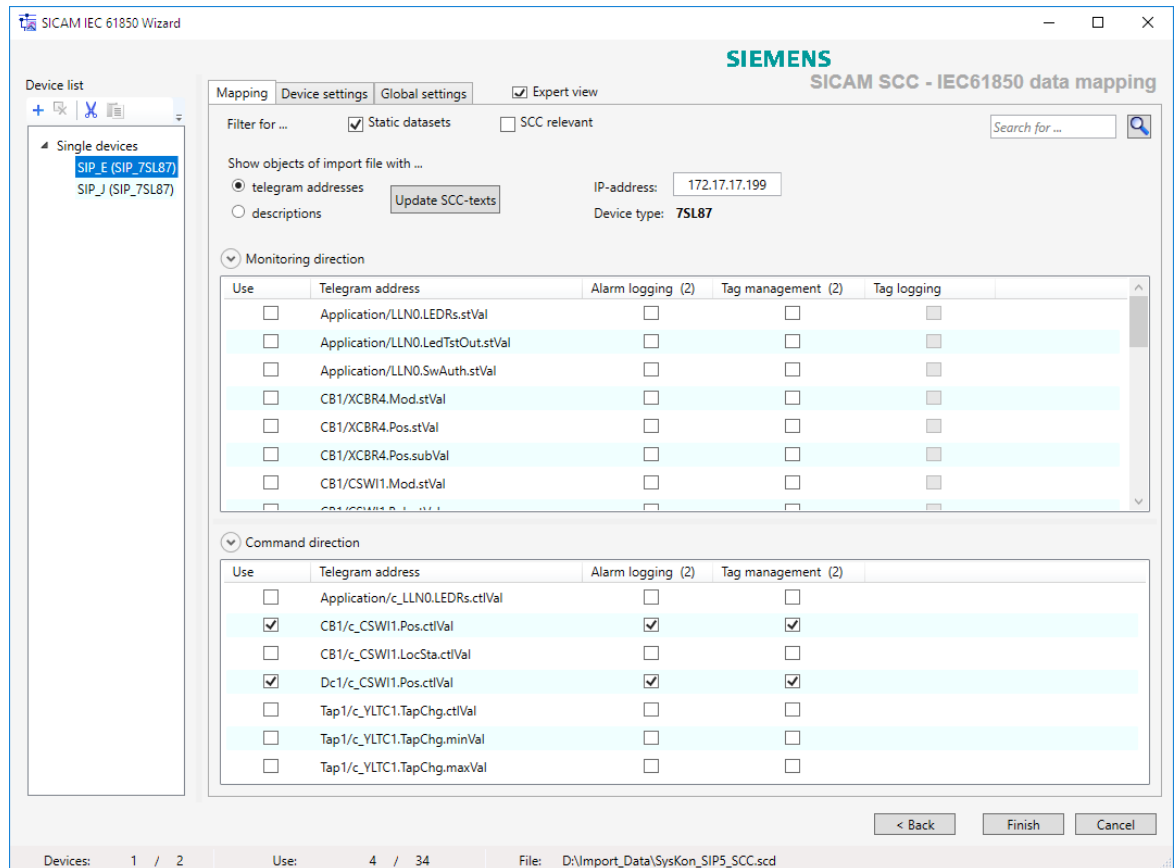 SICAM IEC 61850 Wizard
SIEMENS
SICAM SCC - IEC61850 data mapping
Device list
Single devices
SIP_E (SIP_7SL87)
SIP_J (SIP_7SL87)
Mapping Device settings Global settings Expert view
Filter for ... Static datasets SCC relevant Search for ...
Show objects of import file with ...
telegram addresses
descriptions
Update SCC-texts
IP-address: 172.17.17.199
Device type: 7SL87
Monitoring direction
Use Telegram address Alarm logging (2) Tag management (2) Tag logging
Application/LLN0.LEDRs.stVal
Application/LLN0.LedTstOut.stVal
Application/LLN0.SwAuth.stVal
CB1/XCBR4.Mod.stVal
CB1/XCBR4.Pos.stVal
CB1/XCBR4.Pos.subVal
CB1/CSWI1.Mod.stVal
Command direction
Use Telegram address Alarm logging (2) Tag management (2)
Application/c_LLN0.LEDRs.ctlVal
CB1/c_CSWI1.Pos.ctlVal
CB1/c_CSWI1.LocSta.ctlVal
Dc1/c_CSWI1.Pos.ctlVal
Tap1/c_YLTC1.TapChg.ctlVal
Tap1/c_YLTC1.TapChg.minVal
Tap1/c_YLTC1.TapChg.maxVal
< Back Finish Cancel
Devices: 1 / 2 Use: 4 / 34 File: D:\Import_Data\SysKon_SIP5_SCC.scd